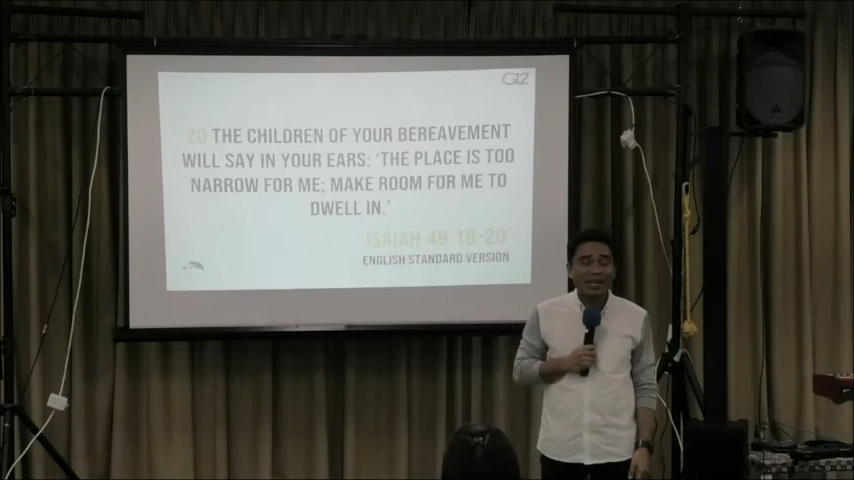 G12
20 THE CHILDREN OF YOUR BEREAVEMENT
WILL SAY IN YOUR EARS: 'THE PLACE IS TOO
NARROW FOR ME; MAKE ROOM FOR ME TO
DWELL IN.'
ISAIAH 49:18-20
ENGLISH STANDARD VERSION